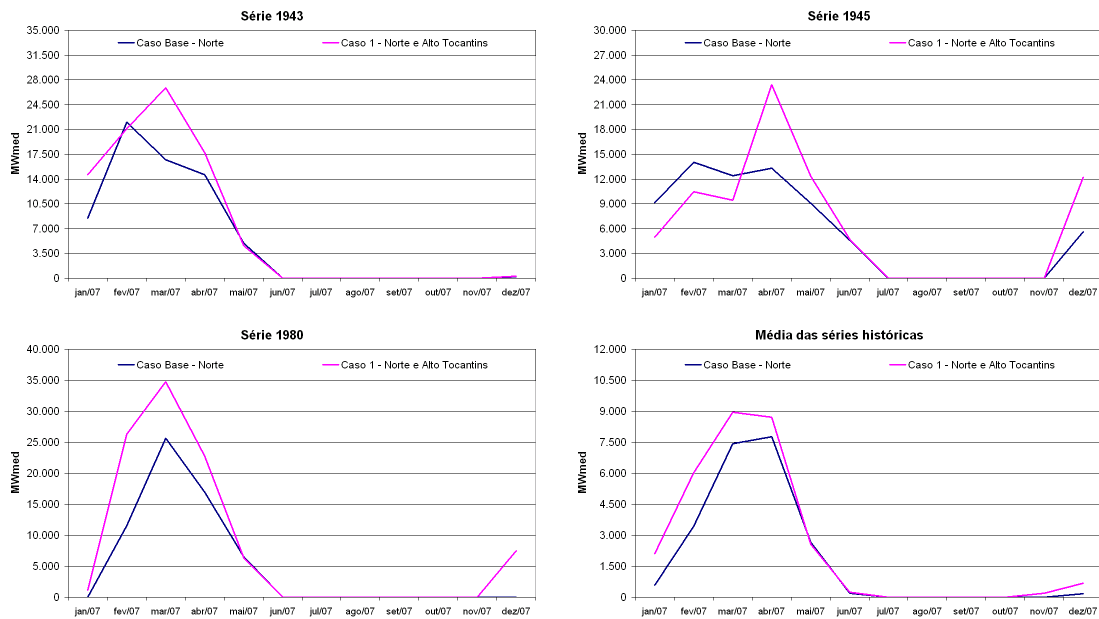 Série 1943
35.000
31.500
28.000
24.500
21.000
17.500
14.000
10.500
7.000
3.500
0
MWmed
Caso Base - Norte
Caso 1 - Norte e Alto Tocantins
jan/07 fev/07 mar/07 abr/07 mai/07 jun/07 jul/07 ago/07 set/07 out/07 nov/07 dez/07
Série 1945
30.000
27.000
24.000
21.000
18.000
15.000
12.000
9.000
6.000
3.000
0
MWmed
Caso Base - Norte
Caso 1 - Norte e Alto Tocantins
jan/07 fev/07 mar/07 abr/07 mai/07 jun/07 jul/07 ago/07 set/07 out/07 nov/07 dez/07
Série 1980
40.000
35.000
30.000
25.000
20.000
15.000
10.000
5.000
0
MWmed
Caso Base - Norte
Caso 1 - Norte e Alto Tocantins
jan/07 fev/07 mar/07 abr/07 mai/07 jun/07 jul/07 ago/07 set/07 out/07 nov/07 dez/07
Média das séries históricas
12.000
10.500
9.000
7.500
6.000
4.500
3.000
1.500
0
MWmed
Caso Base - Norte
Caso 1 - Norte e Alto Tocantins
jan/07 fev/07 mar/07 abr/07 mai/07 jun/07 jul/07 ago/07 set/07 out/07 nov/07 dez/07